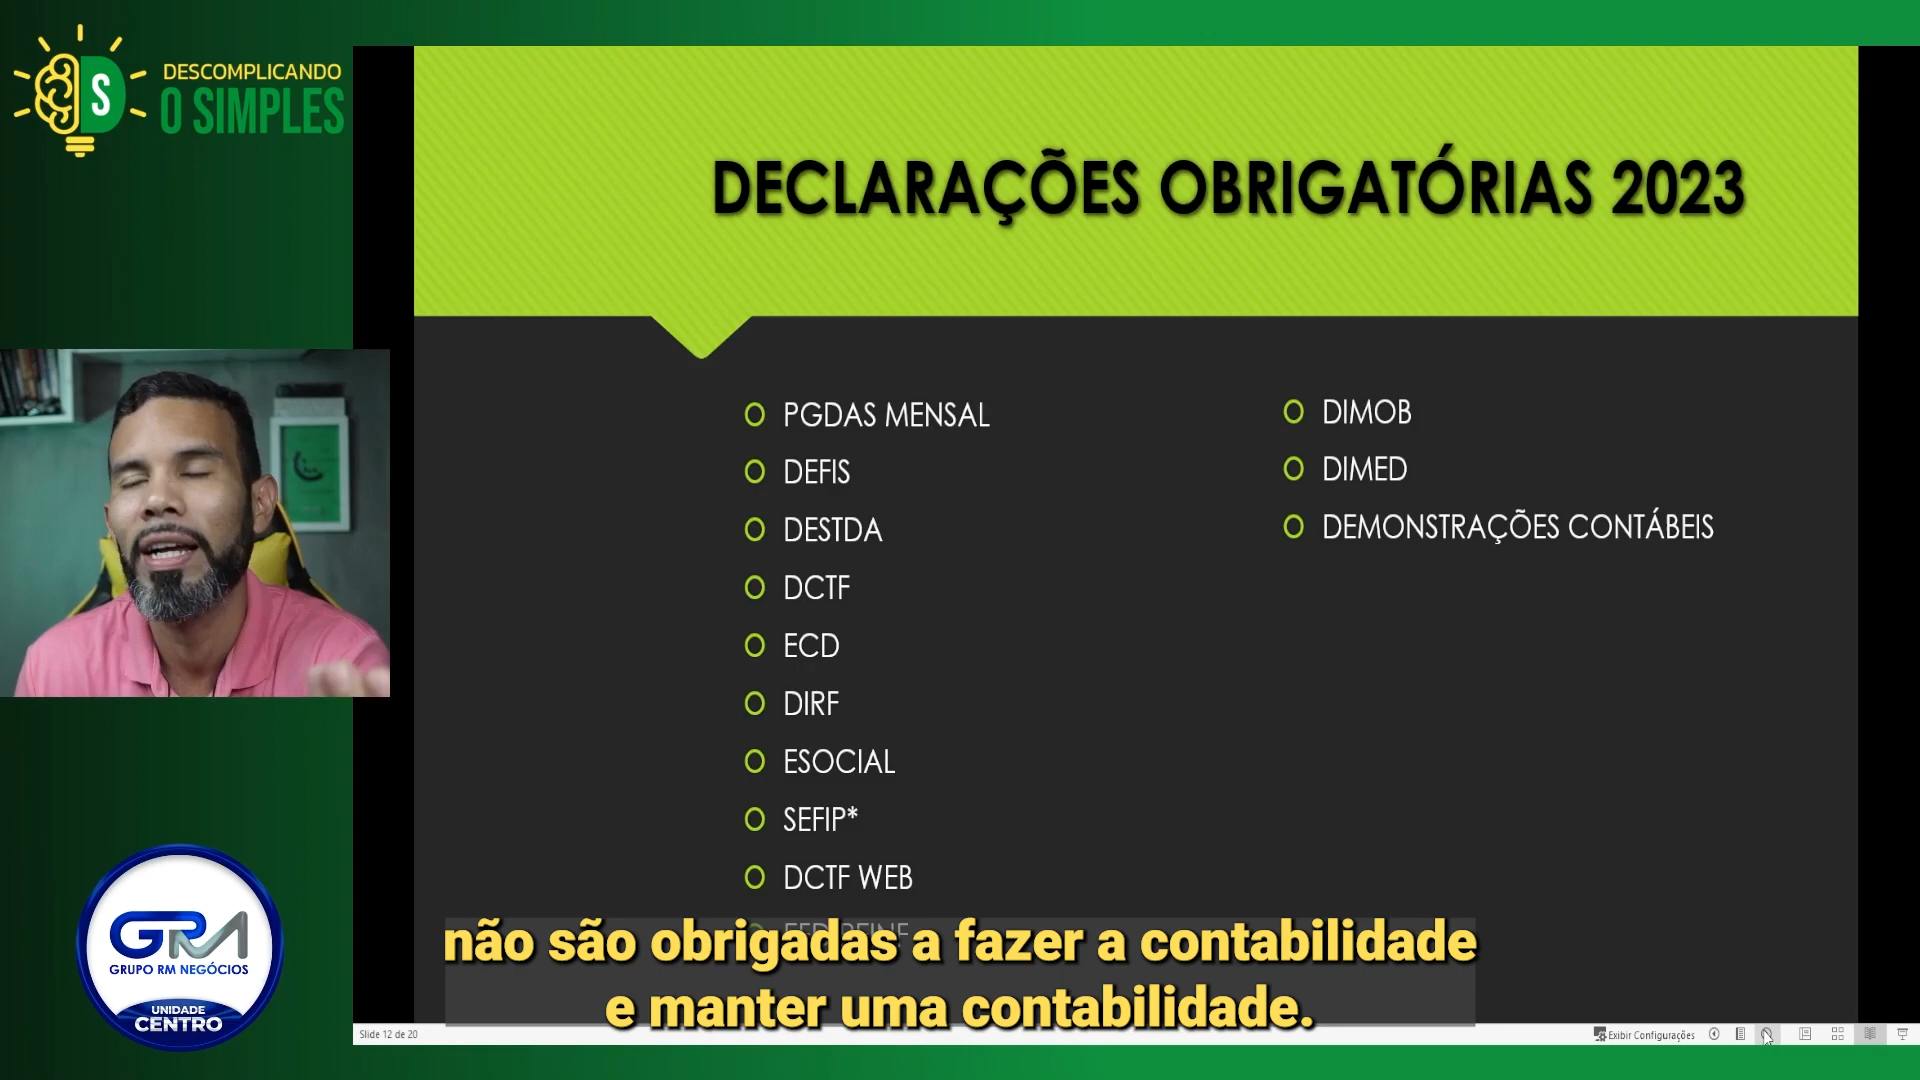 DESCOMPLICANDO
O SIMPLES
S
DECLARAÇÕES OBRIGATÓRIAS 2023
PGDAS MENSAL
DEFIS
DESTDA
DCTF
ECD
DIRF
ESOCIAL
SEFIP*
DCTF WEB
DIMOB
DIMED
DEMONSTRAÇÕES CONTÁBEIS
não são obrigadas a fazer a contabilidade
e manter uma contabilidade.
GRM
GRUPO RM NEGÓCIOS
UNIDADE
CENTRO
Slide 12 de 20
Exibir Configurações